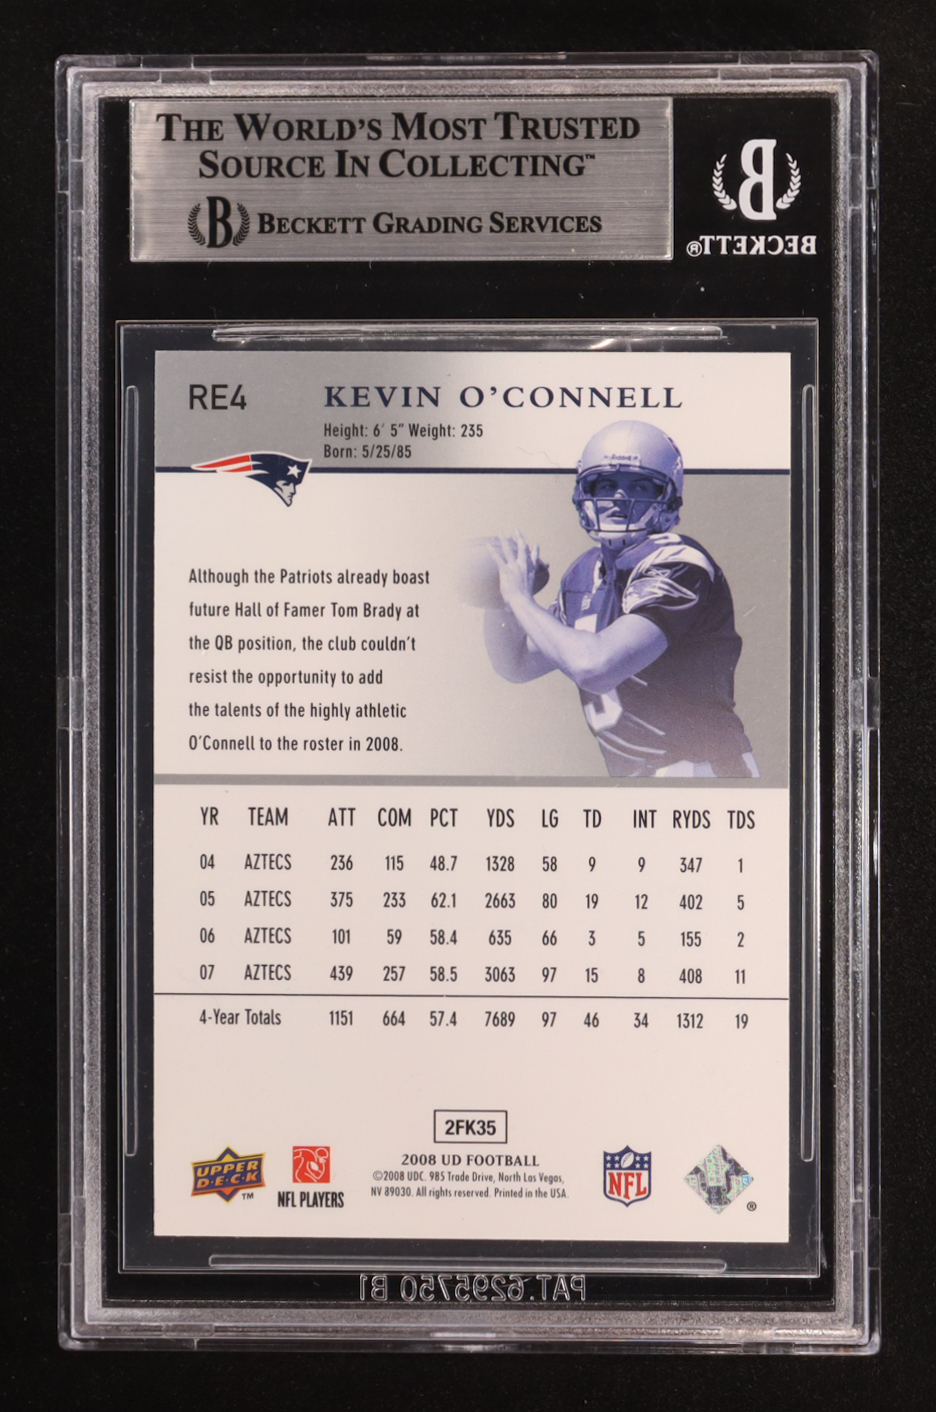 THE WORLD'S MOST TRUSTED
SOURCE IN COLLECTING™
B BECKETT GRADING SERVICES
B
BECKETT®
RE4
KEVIN O'CONNELL
Height: 6' 5" Weight: 235
Born: 5/25/85
Although the Patriots already boast
future Hall of Famer Tom Brady at
the QB position, the club couldn't
resist the opportunity to add
the talents of the highly athletic
O'Connell to the roster in 2008.
YR TEAM ATT COM PCT YDS LG TD INT RYDS TDS
04 AZTECS 236 115 48.7 1328 58 9 9 347 1
05 AZTECS 375 233 62.1 2663 80 19 12 402 5
06 AZTECS 101 59 58.4 635 66 3 5 155 2
07 AZTECS 439 257 58.5 3063 97 15 8 408 11
4-Year Totals 1151 664 57.4 7689 97 46 34 1312 19
2FK35
UPPER
D·E·C·K
™
NFL PLAYERS
2008 UD FOOTBALL
©2008 UDC. 985 Trade Drive, North Las Vegas,
NV 89030. All rights reserved. Printed in the USA.
NFL
®
PAT.6295750 B1